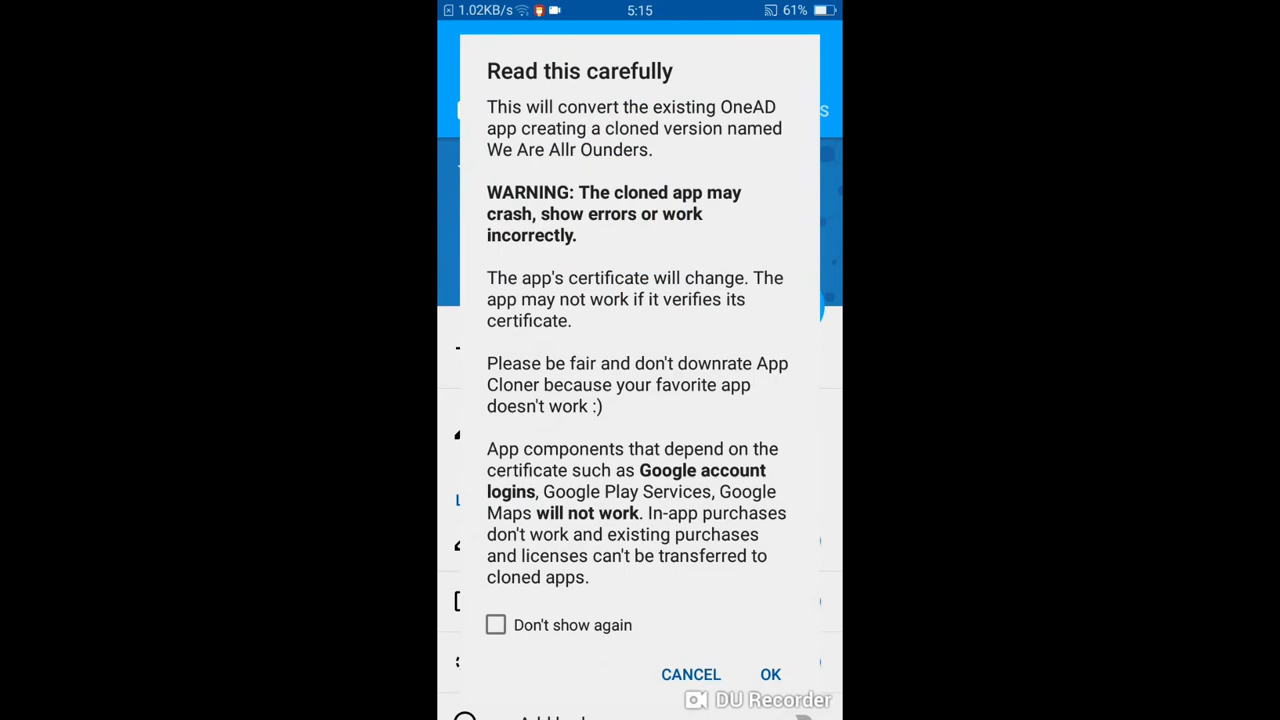 1.02KB/s 5:15 61%
Read this carefully
This will convert the existing OneAD
app creating a cloned version named
We Are Allr Ounders.
WARNING: The cloned app may
crash, show errors or work
incorrectly.
The app's certificate will change. The
app may not work if it verifies its
certificate.
Please be fair and don't downrate App
Cloner because your favorite app
doesn't work :)
App components that depend on the
certificate such as Google account
logins, Google Play Services, Google
Maps will not work. In-app purchases
don't work and existing purchases
and licenses can't be transferred to
cloned apps.
Don't show again
CANCEL OK
DU Recorder